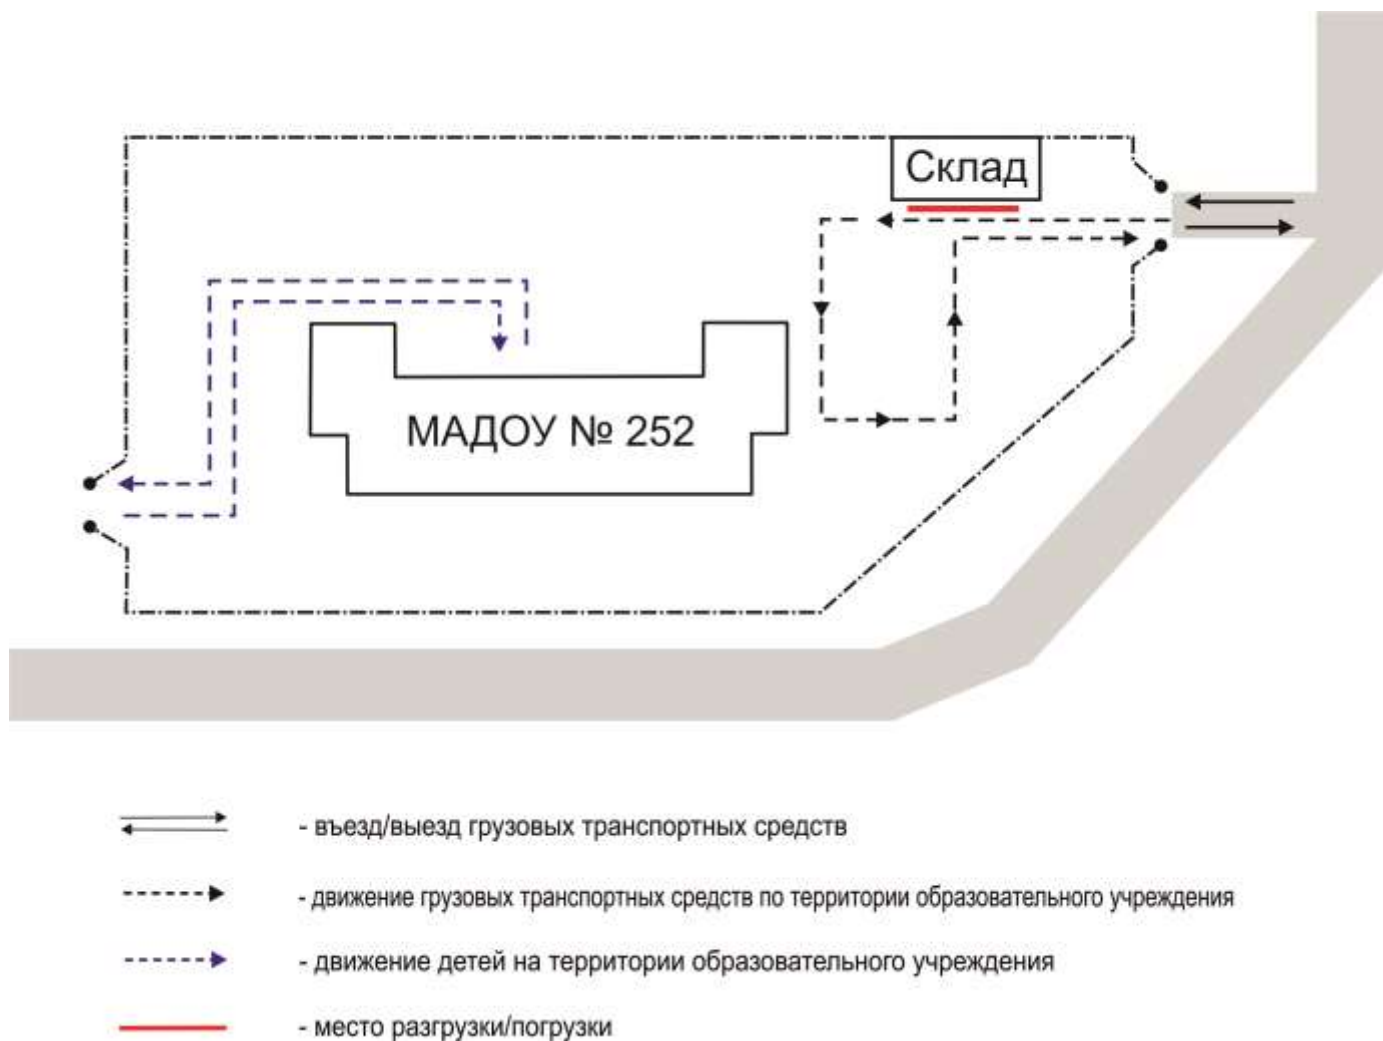 Склад
МАДОУ № 252
- въезд/выезд грузовых транспортных средств
- движение грузовых транспортных средств по территории образовательного учреждения
- движение детей на территории образовательного учреждения
- место разгрузки/погрузки